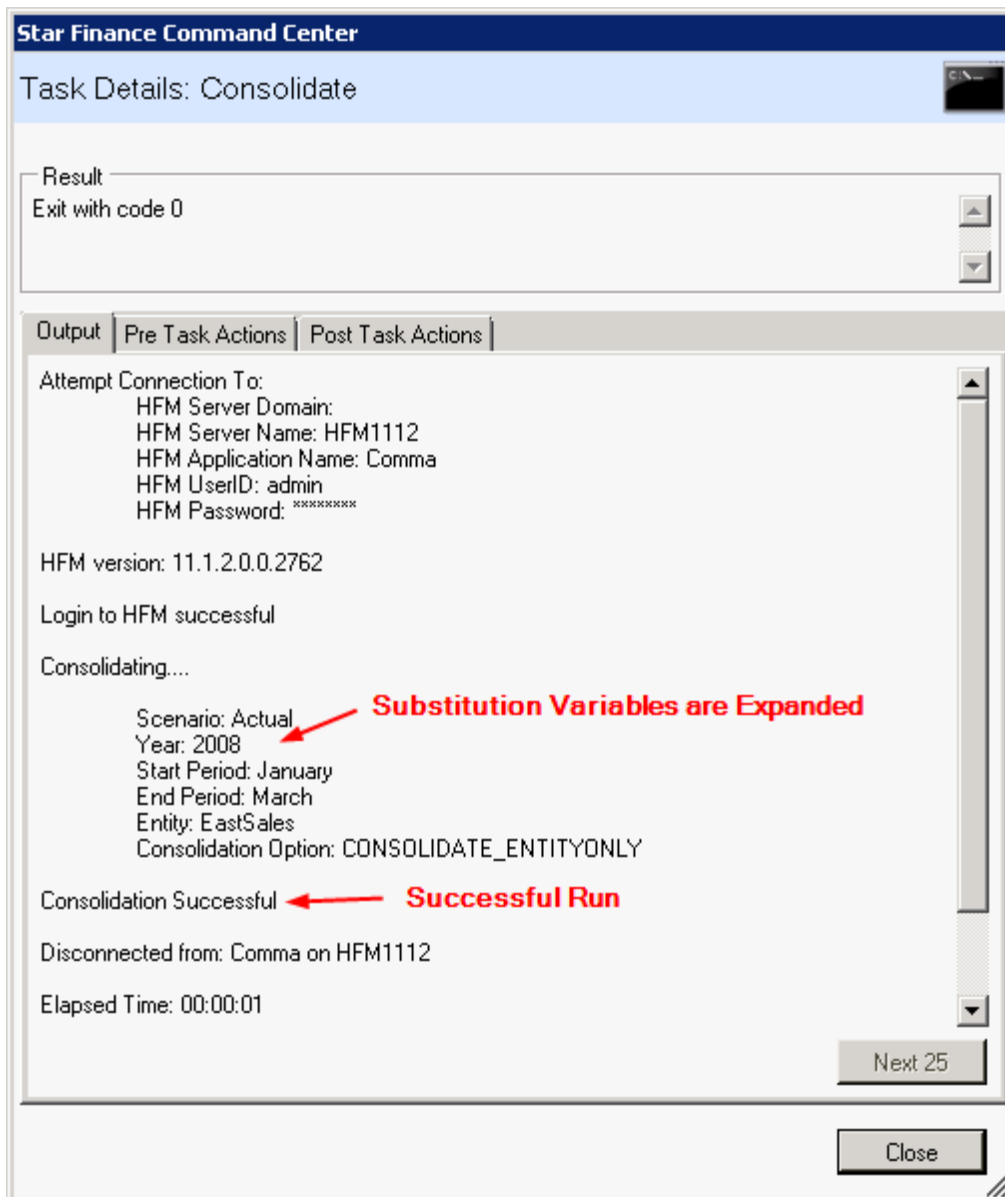 Star Finance Command Center
Task Details: Consolidate
C:\_
Result
Exit with code 0
Output
Pre Task Actions
Post Task Actions
Attempt Connection To:
HFM Server Domain:
HFM Server Name: HFM1112
HFM Application Name: Comma
HFM UserID: admin
HFM Password: ********
HFM version: 11.1.2.0.0.2762
Login to HFM successful
Consolidating....
Substitution Variables are Expanded
Scenario: Actual
Year: 2008
Start Period: January
End Period: March
Entity: EastSales
Consolidation Option: CONSOLIDATE_ENTITYONLY
Consolidation Successful
Successful Run
Disconnected from: Comma on HFM1112
Elapsed Time: 00:00:01
Next 25
Close